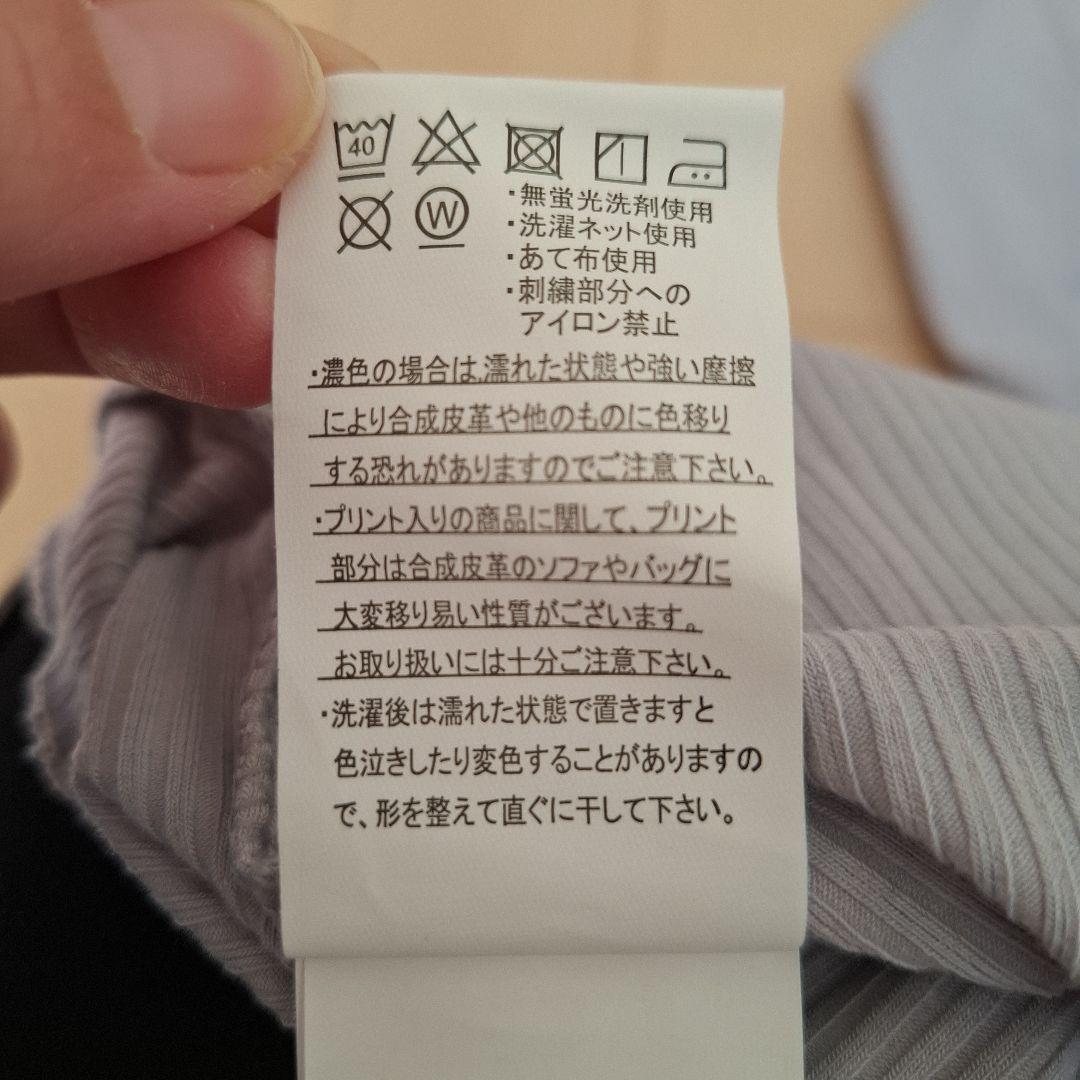 40
W
・無蛍光洗剤使用
・洗濯ネット使用
・あて布使用
・刺繍部分への
アイロン禁止
・濃色の場合は、濡れた状態や強い摩擦
により合成皮革や他のものに色移り
する恐れがありますのでご注意下さい。
・プリント入りの商品に関して、プリント
部分は合成皮革のソファやバッグに
大変移り易い性質がございます。
お取り扱いには十分ご注意下さい。
・洗濯後は濡れた状態で置きますと
色泣きしたり変色することがありますの
で、形を整えて直ぐに干して下さい。